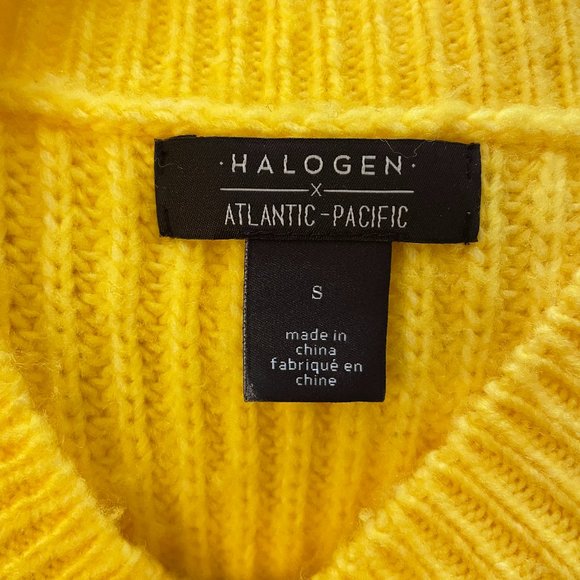 · HALOGEN ·
X
ATLANTIC-PACIFIC
S
made in
china
fabriqué en
chine